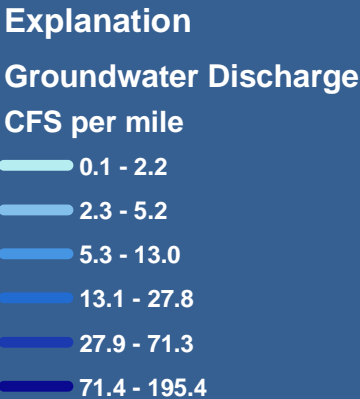 Explanation
Groundwater Discharge
CFS per mile
0.1 - 2.2
2.3 - 5.2
5.3 - 13.0
13.1 - 27.8
27.9 - 71.3
71.4 - 195.4